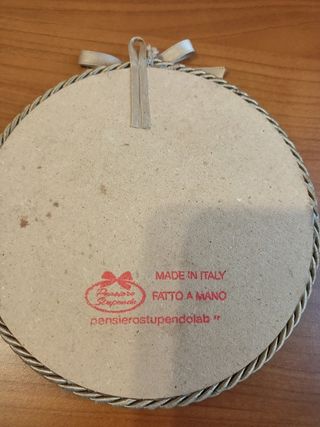 Pensiero
Stupendo
MADE IN ITALY
FATTO A MANO
pensierostupendolab